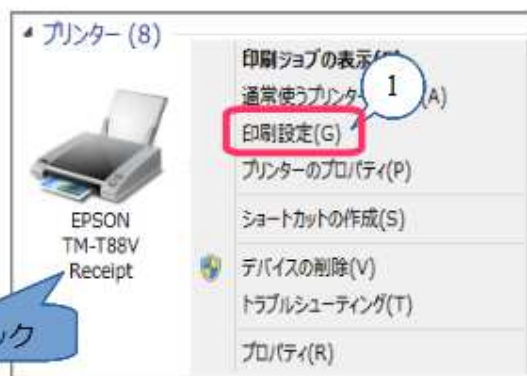 プリンター (8)
印刷ジョブの表示
通常使うプリンター (A)
1
印刷設定(G)
プリンターのプロパティ(P)
EPSON
TM-T88V
Receipt
ショートカットの作成(S)
デバイスの削除(V)
トラブルシューティング(T)
プロパティ(R)
ック